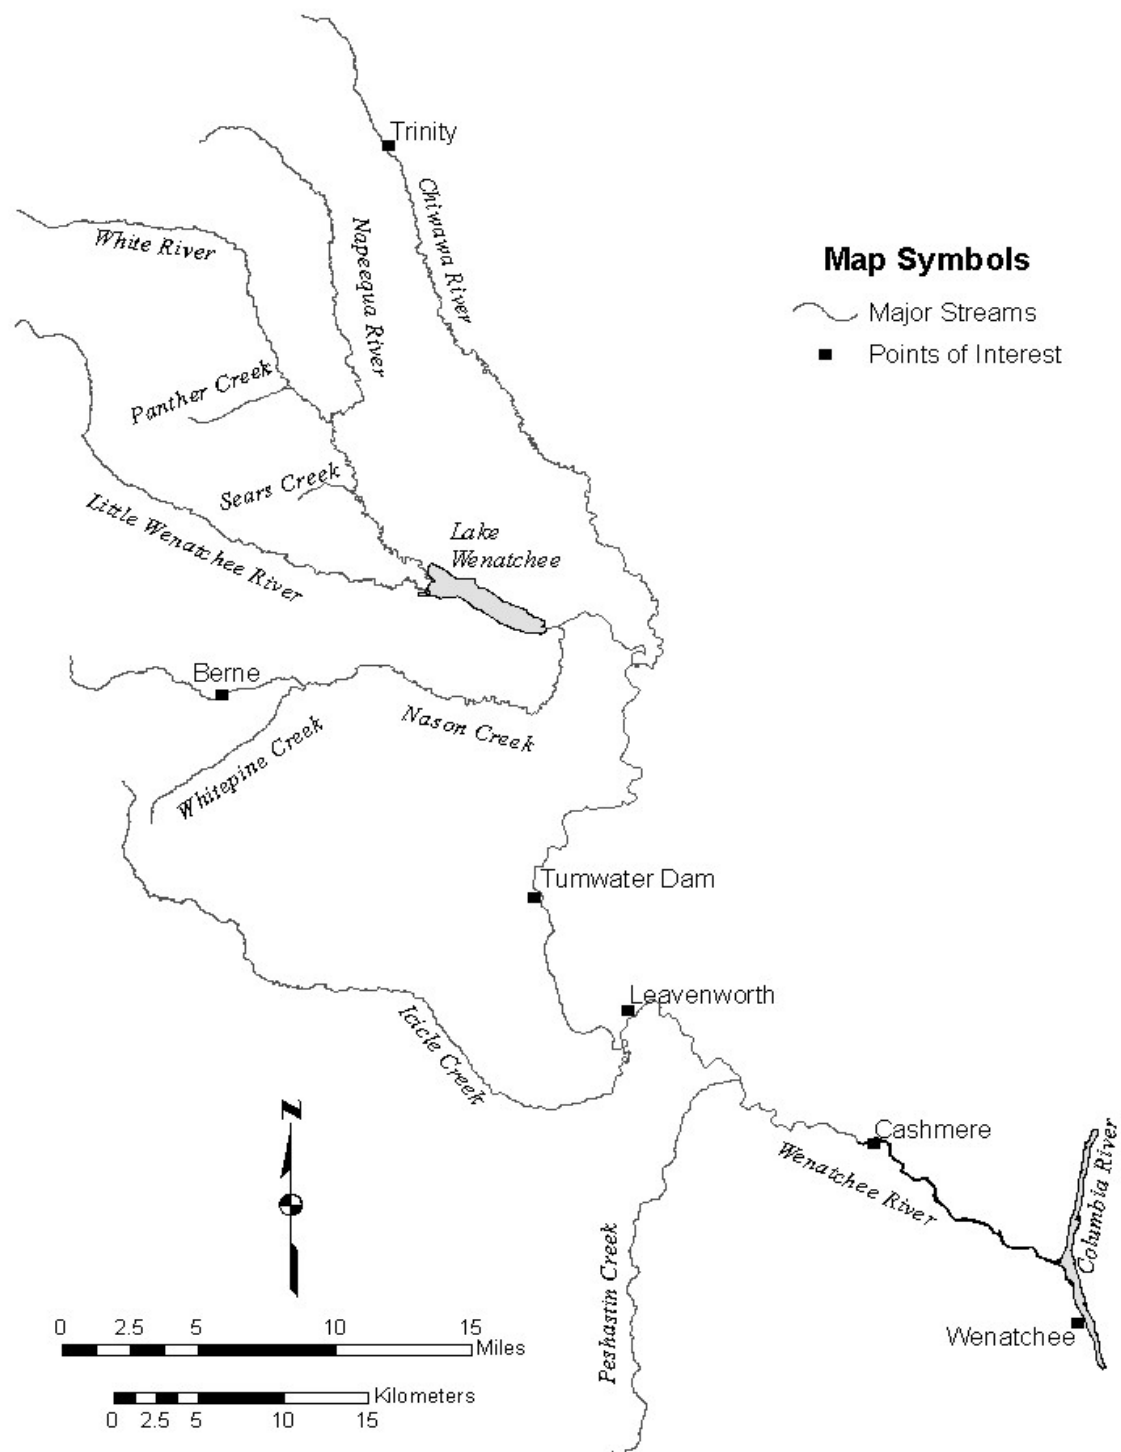 Trinity
Chiwawa River
Napeequa River
White River
Map Symbols
Major Streams
Points of Interest
Panther Creek
Sears Creek
Little Wenatchee River
Lake
Wenatchee
Berne
Nason Creek
Whitepine Creek
Tumwater Dam
Leavenworth
Icicle Creek
N
Cashmere
Wenatchee River
Columbia River
Peshastin Creek
Wenatchee
0 2.5 5 10 15
Miles
Kilometers
0 2.5 5 10 15